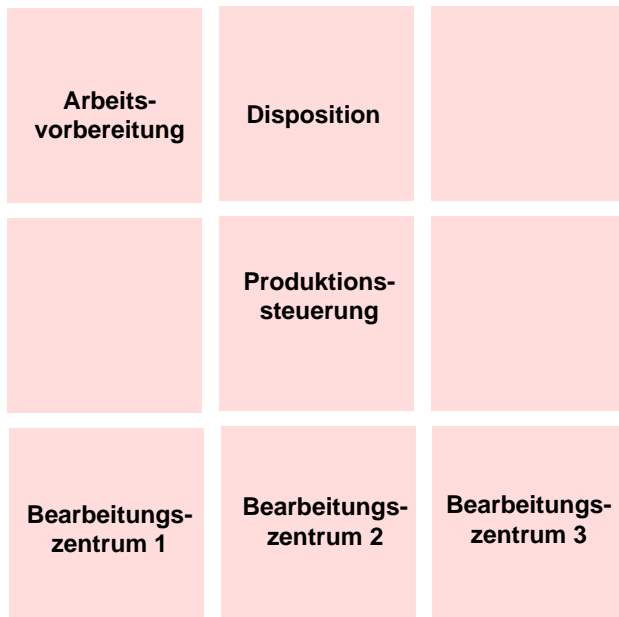 Arbeits-
vorbereitung
Disposition
Produktions-
steuerung
Bearbeitungs-
zentrum 1
Bearbeitungs-
zentrum 2
Bearbeitungs-
zentrum 3